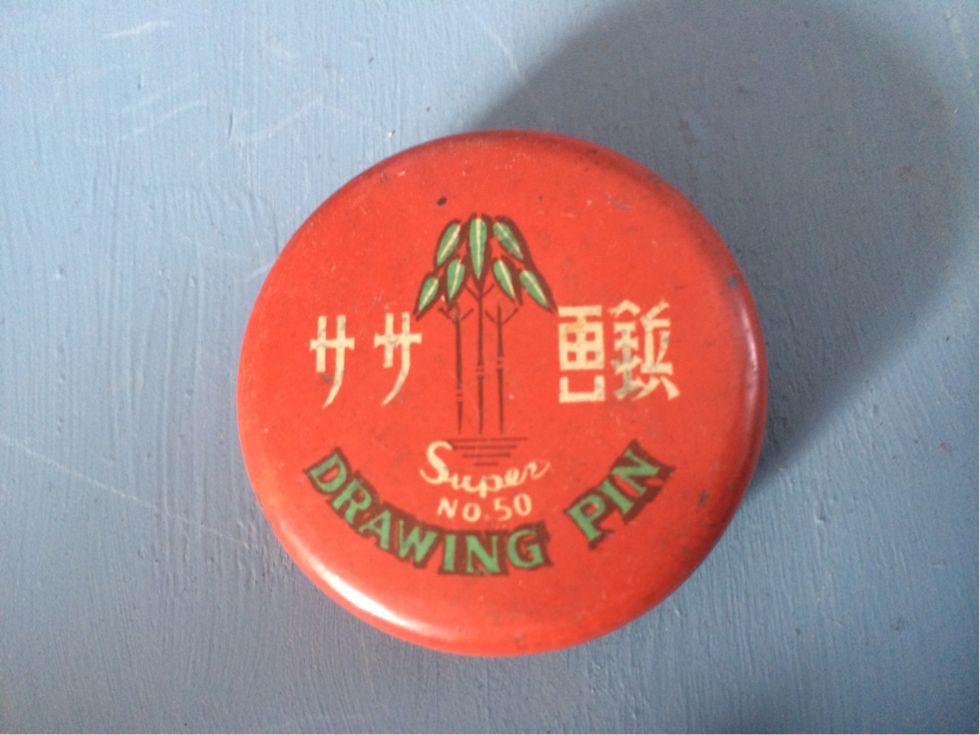 ササ 画鋲
Super
NO.50
DRAWING PIN